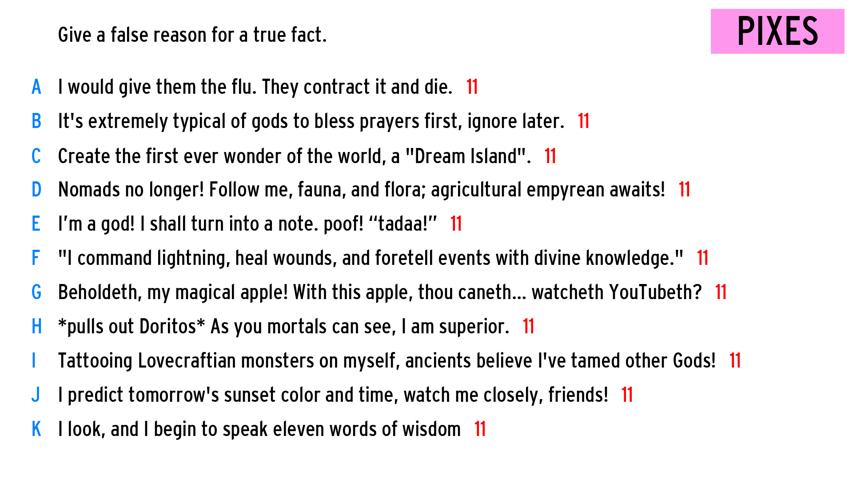 Give a false reason for a true fact.
PIXES
A I would give them the flu. They contract it and die. 11
B It's extremely typical of gods to bless prayers first, ignore later. 11
C Create the first ever wonder of the world, a "Dream Island". 11
D Nomads no longer! Follow me, fauna, and flora; agricultural empyrean awaits! 11
E I’m a god! I shall turn into a note. poof! “tadaa!” 11
F "I command lightning, heal wounds, and foretell events with divine knowledge." 11
G Beholdeth, my magical apple! With this apple, thou caneth... watcheth YouTubeth? 11
H *pulls out Doritos* As you mortals can see, I am superior. 11
I Tattooing Lovecraftian monsters on myself, ancients believe I've tamed other Gods! 11
J I predict tomorrow's sunset color and time, watch me closely, friends! 11
K I look, and I begin to speak eleven words of wisdom 11